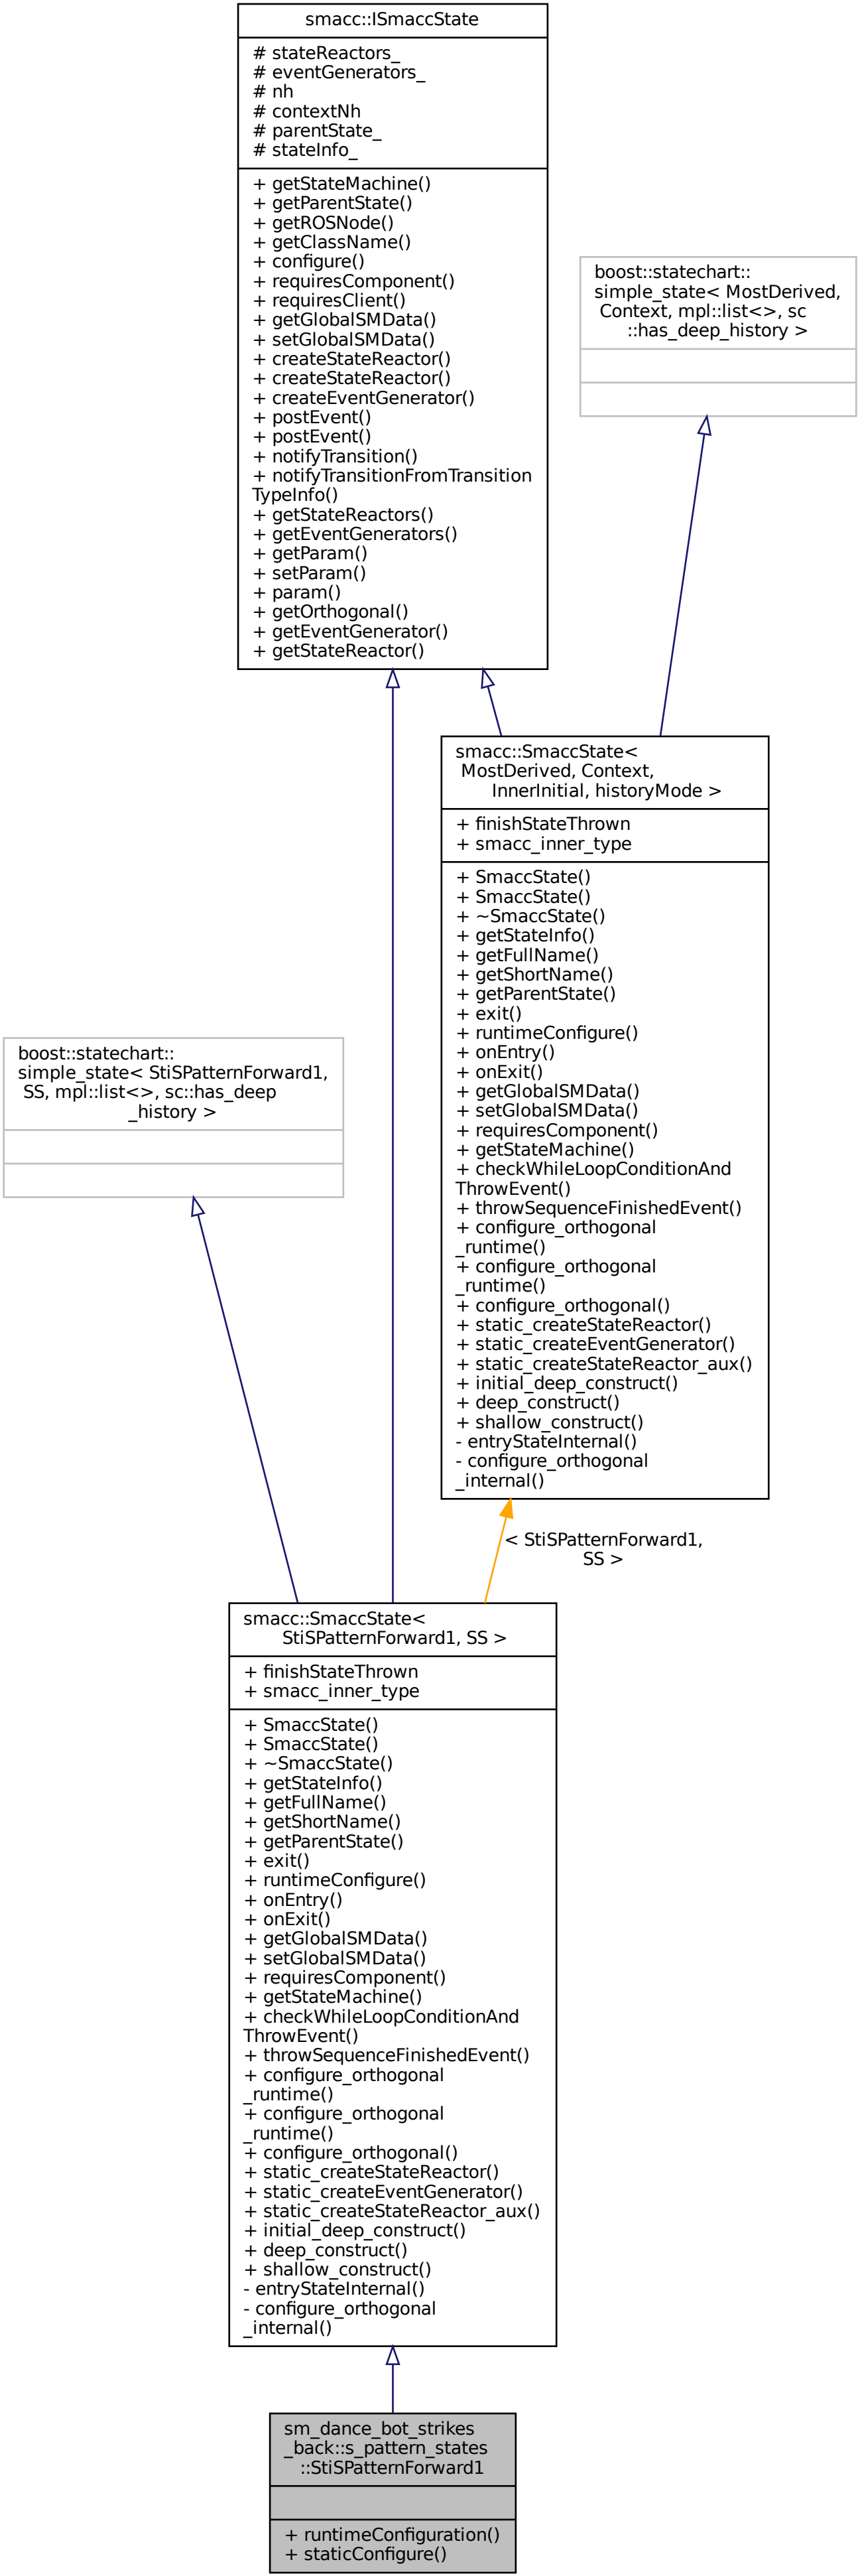 smacc::ISmaccState
# stateReactors_
# eventGenerators_
# nh
# contextNh
# parentState_
# stateInfo_
+ getStateMachine()
+ getParentState()
+ getROSNode()
+ getClassName()
+ configure()
+ requiresComponent()
+ requiresClient()
+ getGlobalSMData()
+ setGlobalSMData()
+ createStateReactor()
+ createStateReactor()
+ createEventGenerator()
+ postEvent()
+ postEvent()
+ notifyTransition()
+ notifyTransitionFromTransition
TypeInfo()
+ getStateReactors()
+ getEventGenerators()
+ getParam()
+ setParam()
+ param()
+ getOrthogonal()
+ getEventGenerator()
+ getStateReactor()
boost::statechart::
simple_state< MostDerived,
Context, mpl::list<>, sc
::has_deep_history >
smacc::SmaccState<
MostDerived, Context,
InnerInitial, historyMode >
+ finishStateThrown
+ smacc_inner_type
+ SmaccState()
+ SmaccState()
+ ~SmaccState()
+ getStateInfo()
+ getFullName()
+ getShortName()
+ getParentState()
+ exit()
+ runtimeConfigure()
+ onEntry()
+ onExit()
+ getGlobalSMData()
+ setGlobalSMData()
+ requiresComponent()
+ getStateMachine()
+ checkWhileLoopConditionAnd
ThrowEvent()
+ throwSequenceFinishedEvent()
+ configure_orthogonal
_runtime()
+ configure_orthogonal
_runtime()
+ configure_orthogonal()
+ static_createStateReactor()
+ static_createEventGenerator()
+ static_createStateReactor_aux()
+ initial_deep_construct()
+ deep_construct()
+ shallow_construct()
- entryStateInternal()
- configure_orthogonal
_internal()
boost::statechart::
simple_state< StiSPatternForward1,
SS, mpl::list<>, sc::has_deep
_history >
< StiSPatternForward1,
SS >
smacc::SmaccState<
StiSPatternForward1, SS >
+ finishStateThrown
+ smacc_inner_type
+ SmaccState()
+ SmaccState()
+ ~SmaccState()
+ getStateInfo()
+ getFullName()
+ getShortName()
+ getParentState()
+ exit()
+ runtimeConfigure()
+ onEntry()
+ onExit()
+ getGlobalSMData()
+ setGlobalSMData()
+ requiresComponent()
+ getStateMachine()
+ checkWhileLoopConditionAnd
ThrowEvent()
+ throwSequenceFinishedEvent()
+ configure_orthogonal
_runtime()
+ configure_orthogonal
_runtime()
+ configure_orthogonal()
+ static_createStateReactor()
+ static_createEventGenerator()
+ static_createStateReactor_aux()
+ initial_deep_construct()
+ deep_construct()
+ shallow_construct()
- entryStateInternal()
- configure_orthogonal
_internal()
sm_dance_bot_strikes
_back::s_pattern_states
::StiSPatternForward1
+ runtimeConfiguration()
+ staticConfigure()